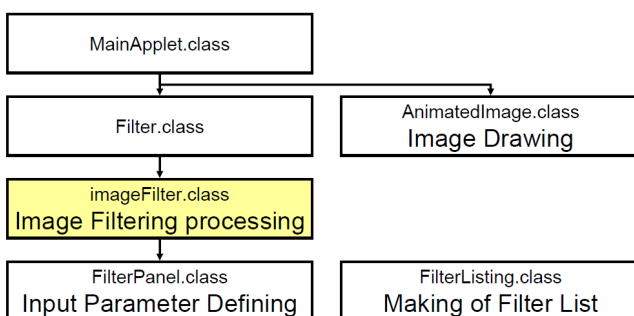 MainApplet.class
Filter.class
AnimatedImage.class
Image Drawing
imageFilter.class
Image Filtering processing
FilterPanel.class
Input Parameter Defining
FilterListing.class
Making of Filter List